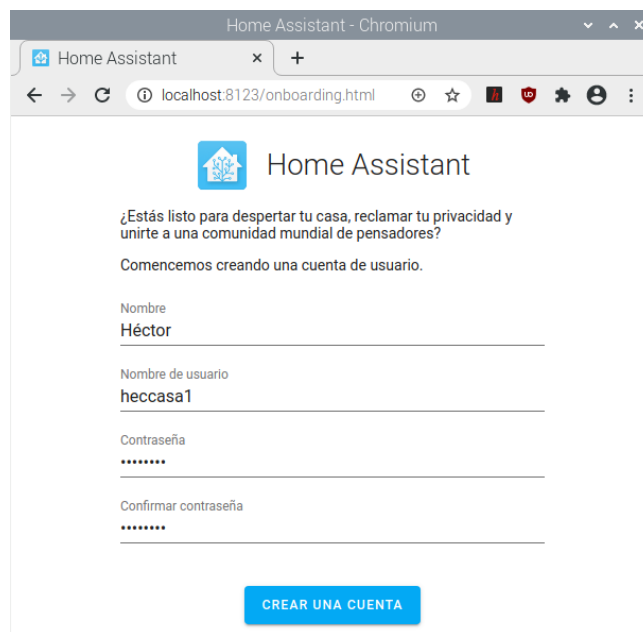 Home Assistant - Chromium
Home Assistant
localhost:8123/onboarding.html
Home Assistant
¿Estás listo para despertar tu casa, reclamar tu privacidad y
unirte a una comunidad mundial de pensadores?
Comencemos creando una cuenta de usuario.
Nombre
Héctor
Nombre de usuario
heccasa1
Contraseña
••••••••
Confirmar contraseña
••••••••
CREAR UNA CUENTA